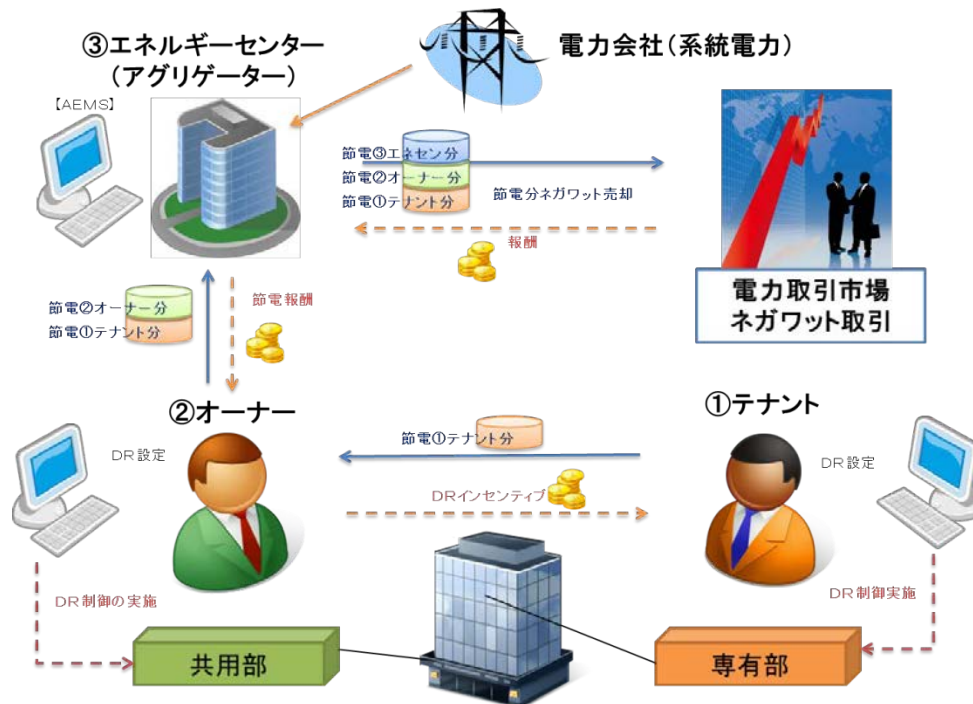 ③エネルギーセンター
（アグリゲーター）
電力会社（系統電力）
【AEMS】
節電③エネセン分
節電②オーナー分
節電①テナント分
節電分ネガワット売却
報酬
電力取引市場
ネガワット取引
節電②オーナー分
節電①テナント分
節電報酬
②オーナー
①テナント
DR設定
節電①テナント分
DR設定
DRインセンティブ
DR制御の実施
DR制御実施
共用部
専有部